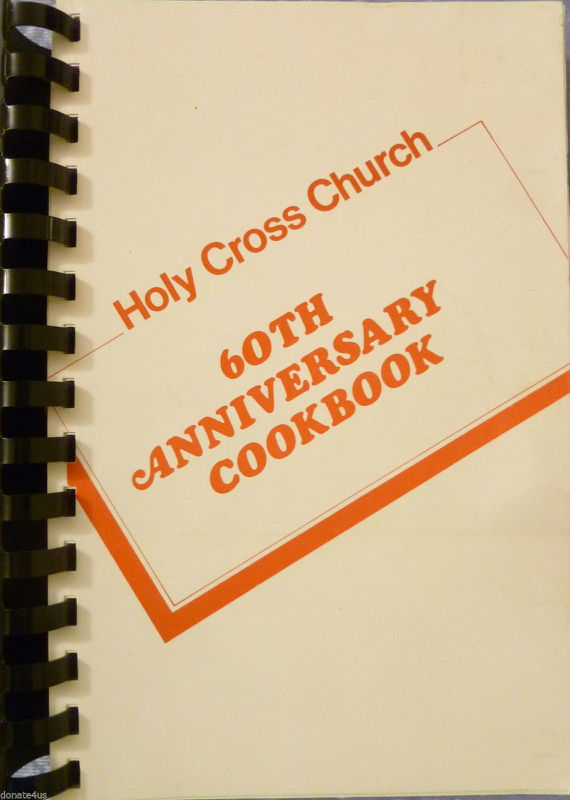 Holy Cross Church
60TH
ANNIVERSARY
COOKBOOK
donate4us